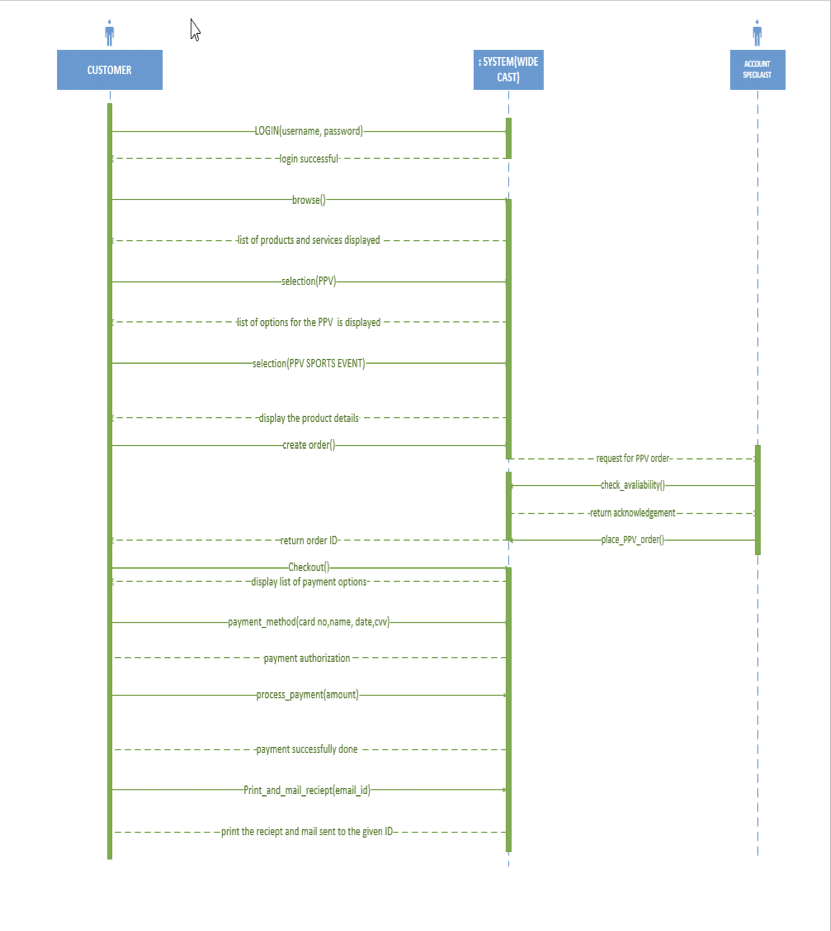 CUSTOMER
: SYSTEM(WIDE
CAST)
ACCOUNT
SPECILAIST
LOGIN(username, password)
login successful
browse()
list of products and services displayed
selection(PPV)
list of options for the PPV is displayed
selection(PPV SPORTS EVENT)
display the product details
create order()
request for PPV order
check_avaliability()
return acknowledgement
return order ID
place_PPV_order()
Checkout()
display list of payment options
payment_method(card no,name, date,cvv)
payment authorization
process_payment(amount)
payment successfully done
Print_and_mail_reciept(email_id)
print the reciept and mail sent to the given ID